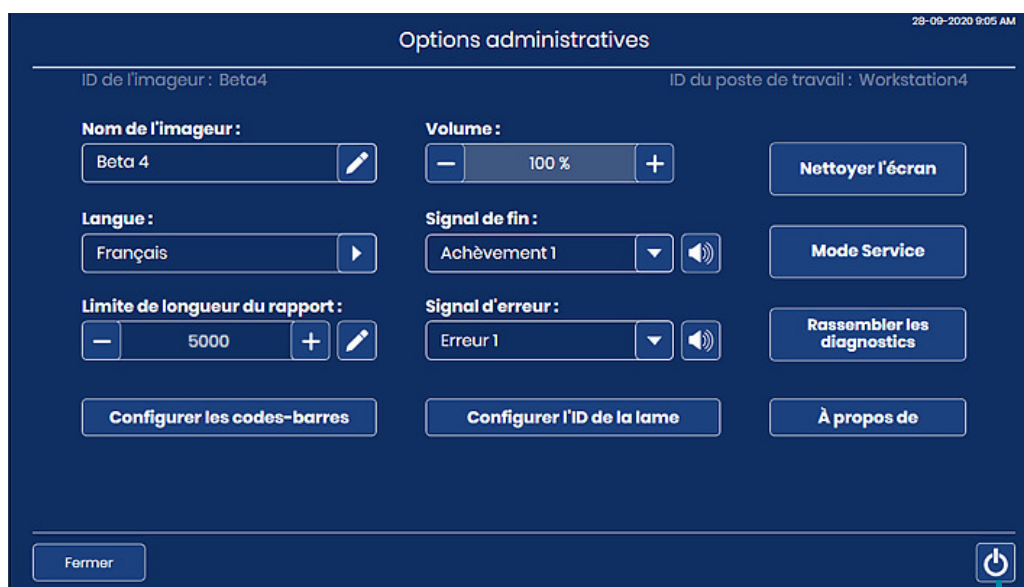 28-09-2020 9:05 AM
Options administratives
ID de l'imageur : Beta4
ID du poste de travail : Workstation4
Nom de l'imageur :
Beta 4
Volume :
100 %
Nettoyer l'écran
Langue :
Français
Signal de fin :
Achèvement 1
Mode Service
Limite de longueur du rapport :
5000
Signal d'erreur :
Erreur 1
Rassembler les
diagnostics
Configurer les codes-barres
Configurer l'ID de la lame
À propos de
Fermer